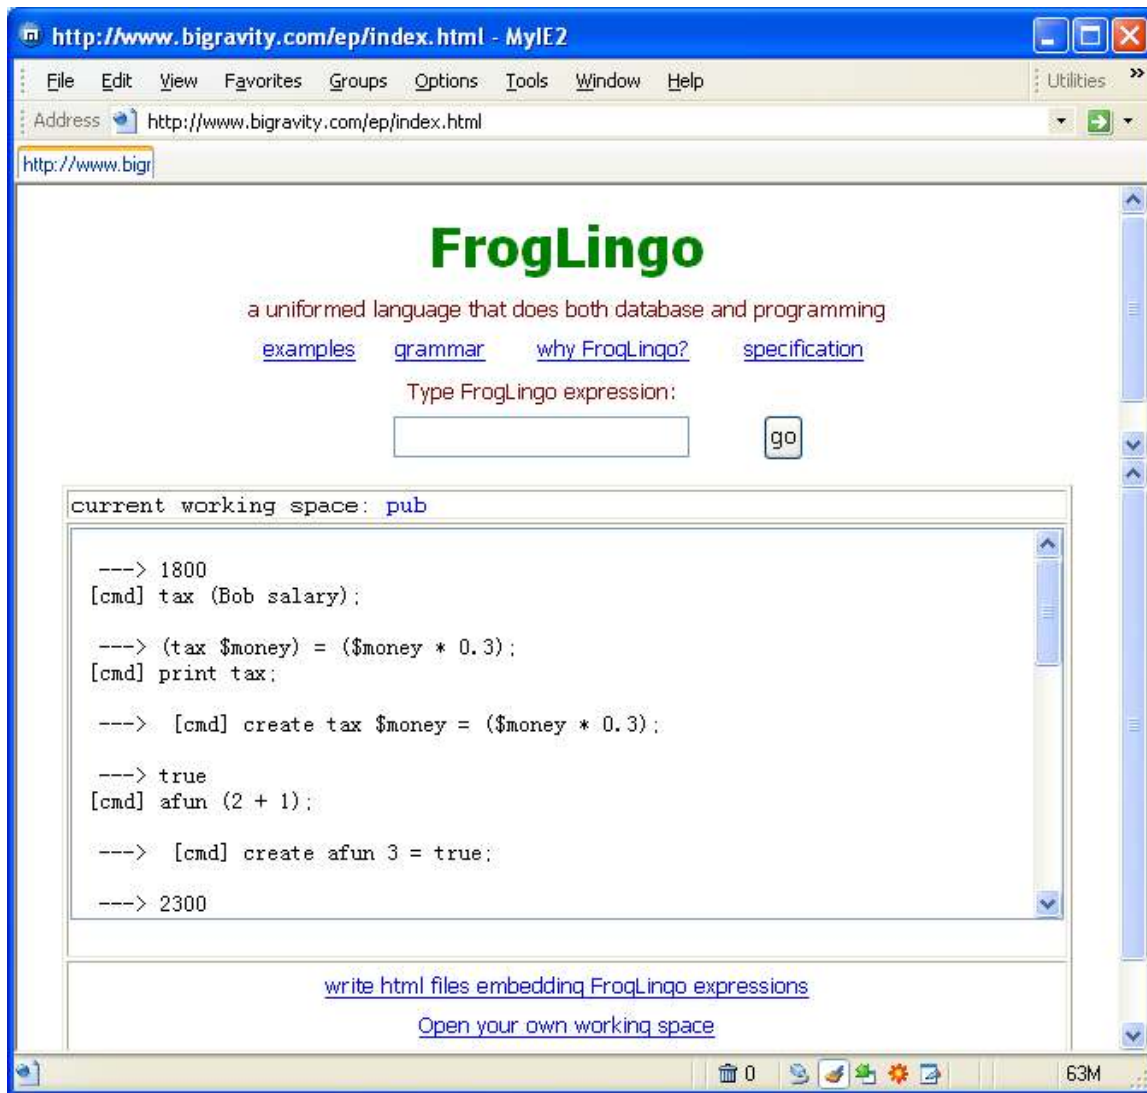 http://www.bigravity.com/ep/index.html - MyIE2
File Edit View Favorites Groups Options Tools Window Help Utilities »
Address http://www.bigravity.com/ep/index.html
http://www.bigr
FrogLingo
a uniformed language that does both database and programming
examples grammar why FrogLingo? specification
Type FrogLingo expression:
go
current working space: pub
---> 1800
[cmd] tax (Bob salary);
---> (tax $money) = ($money * 0.3);
[cmd] print tax;
---> [cmd] create tax $money = ($money * 0.3);
---> true
[cmd] afun (2 + 1);
---> [cmd] create afun 3 = true;
---> 2300
write html files embedding FrogLingo expressions
Open your own working space
0 63M